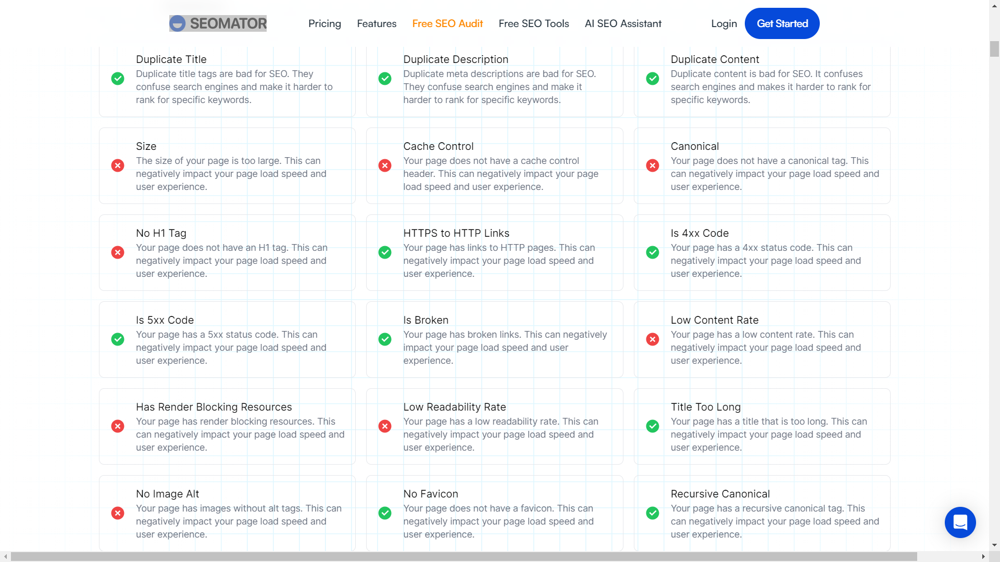 SEOMATOR Pricing Features Free SEO Audit Free SEO Tools AI SEO Assistant Login Get Started
Duplicate Title
Duplicate title tags are bad for SEO. They
confuse search engines and make it harder to
rank for specific keywords.
Duplicate Description
Duplicate meta descriptions are bad for SEO.
They confuse search engines and make it
harder to rank for specific keywords.
Duplicate Content
Duplicate content is bad for SEO. It confuses
search engines and makes it harder to rank for
specific keywords.
Size
The size of your page is too large. This can
negatively impact your page load speed and
user experience.
Cache Control
Your page does not have a cache control
header. This can negatively impact your page
load speed and user experience.
Canonical
Your page does not have a canonical tag. This
can negatively impact your page load speed and
user experience.
No H1 Tag
Your page does not have an H1 tag. This can
negatively impact your page load speed and
user experience.
HTTPS to HTTP Links
Your page has links to HTTP pages. This can
negatively impact your page load speed and
user experience.
Is 4xx Code
Your page has a 4xx status code. This can
negatively impact your page load speed and
user experience.
Is 5xx Code
Your page has a 5xx status code. This can
negatively impact your page load speed and
user experience.
Is Broken
Your page has broken links. This can negatively
impact your page load speed and user
experience.
Low Content Rate
Your page has a low content rate. This can
negatively impact your page load speed and
user experience.
Has Render Blocking Resources
Your page has render blocking resources. This
can negatively impact your page load speed and
user experience.
Low Readability Rate
Your page has a low readability rate. This can
negatively impact your page load speed and
user experience.
Title Too Long
Your page has a title that is too long. This can
negatively impact your page load speed and
user experience.
No Image Alt
Your page has images without alt tags. This can
negatively impact your page load speed and
user experience.
No Favicon
Your page does not have a favicon. This can
negatively impact your page load speed and
user experience.
Recursive Canonical
Your page has a recursive canonical tag. This
can negatively impact your page load speed and
user experience.